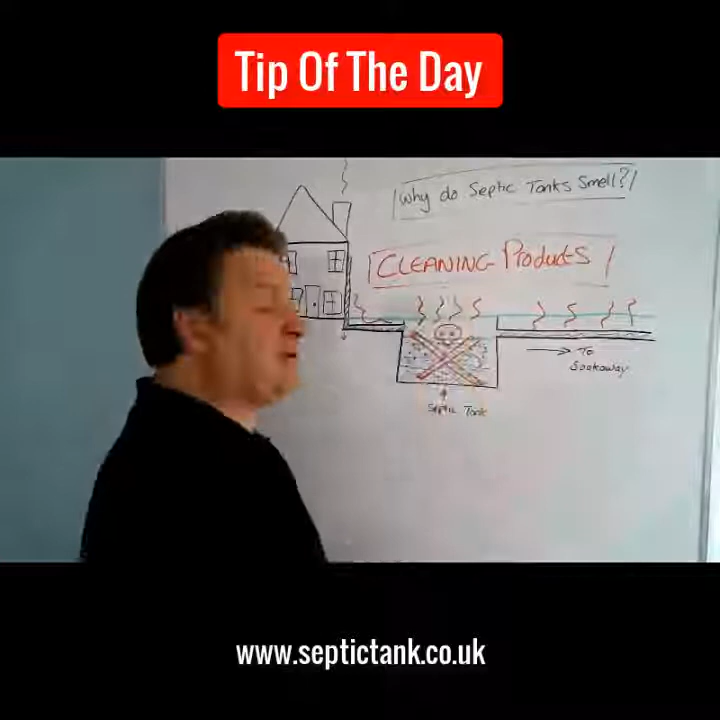 Tip Of The Day
Why do Septic Tanks Smell?
CLEANING Products
To
Soakaway
Septic Tank
www.septictank.co.uk